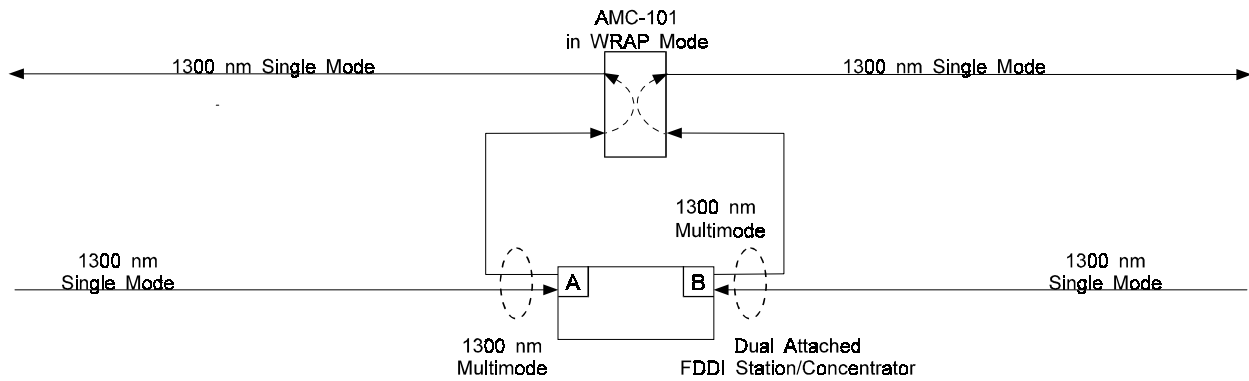 AMC-101
in WRAP Mode
1300 nm Single Mode
1300 nm Single Mode
1300 nm
Multimode
1300 nm
Single Mode
1300 nm
Single Mode
A
B
1300 nm
Multimode
Dual Attached
FDDI Station/Concentrator